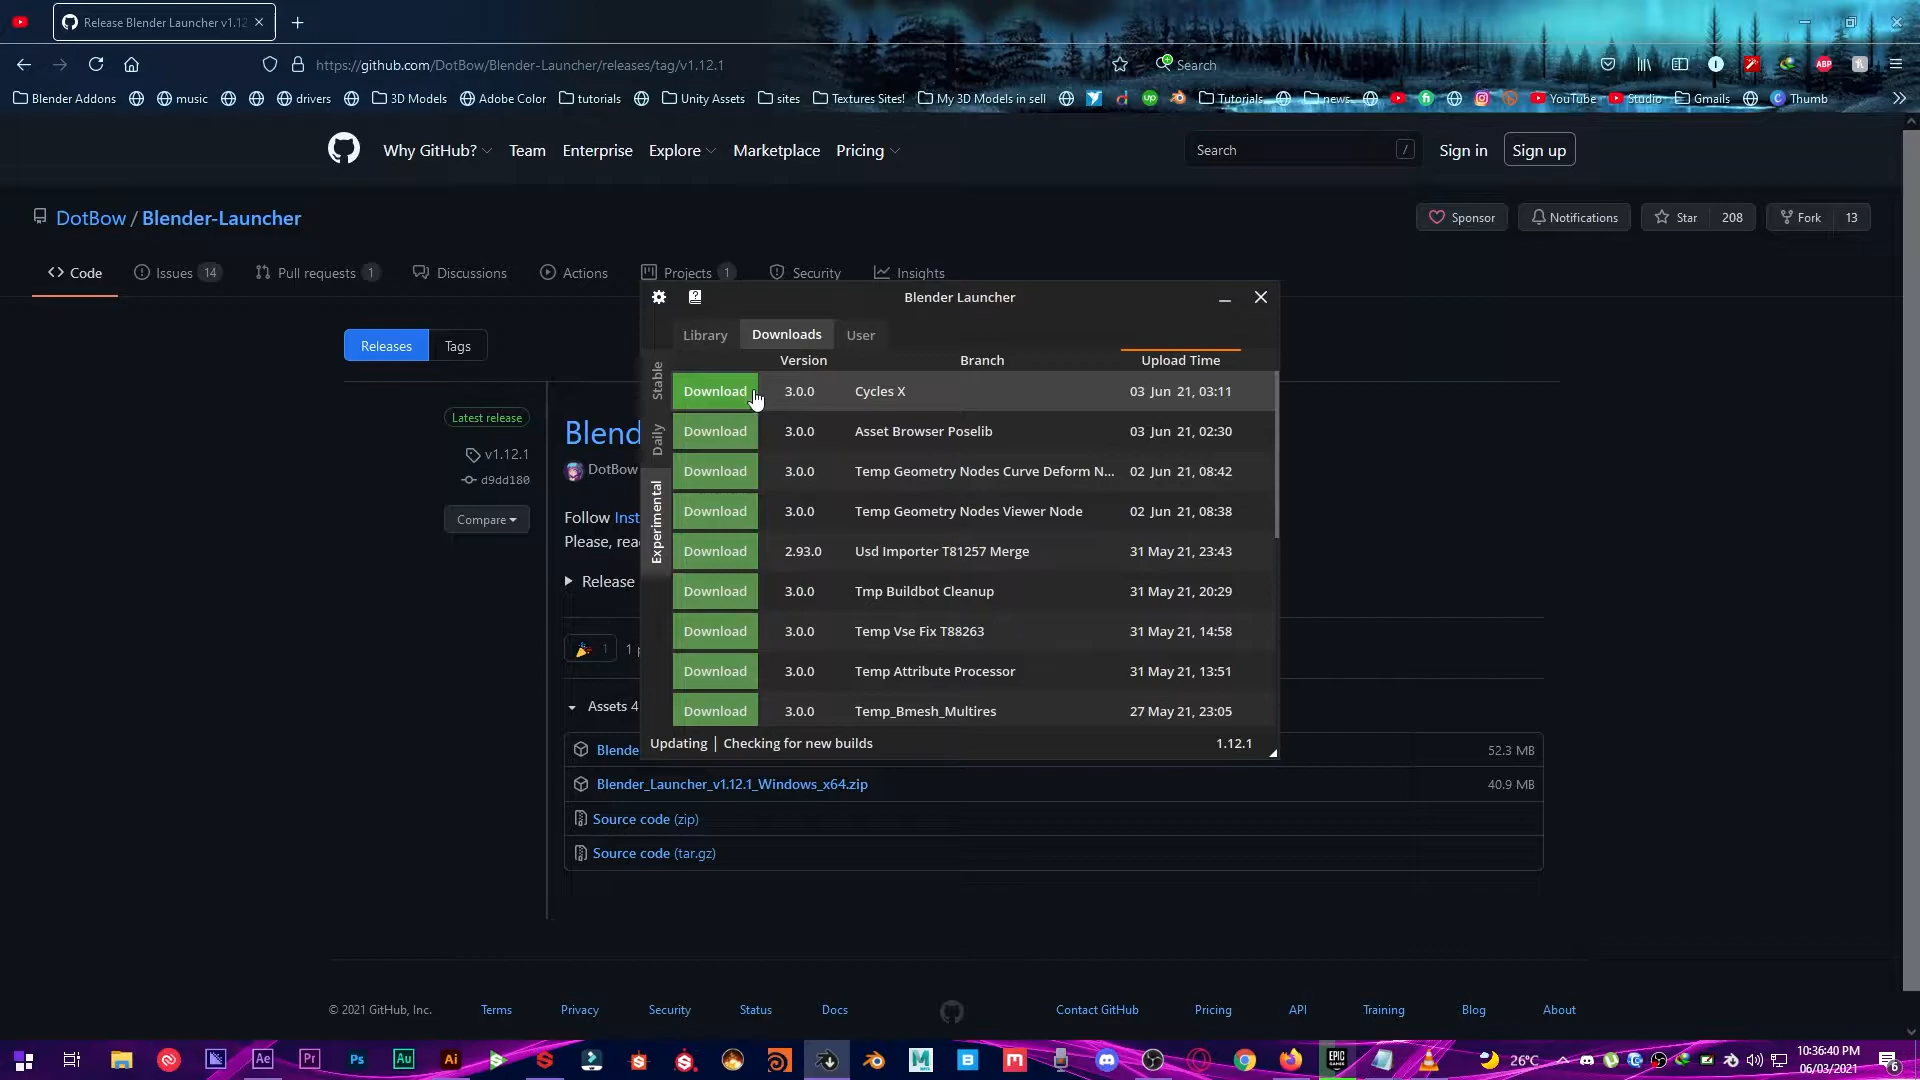 Release Blender Launcher v1.12
https://github.com/DotBow/Blender-Launcher/releases/tag/v1.12.1
Search
ABP
Blender Addons
music
drivers
3D Models
Adobe Color
tutorials
Unity Assets
sites
Textures Sites!
My 3D Models in sell
up
Tutorials
news
YouTube
Studio
Gmails
Thumb
Why GitHub?
Team
Enterprise
Explore
Marketplace
Pricing
Search
/
Sign in
Sign up
DotBow / Blender-Launcher
Sponsor
Notifications
Star 208
Fork 13
Code
Issues 14
Pull requests 1
Discussions
Actions
Projects 1
Security
Insights
Releases
Tags
Latest release
v1.12.1
d9dd180
Compare
Blend
DotBow
Follow Inst
Please, rea
Release
1
1 p
Assets 4
Blender Launcher
Library
Downloads
User
Stable
Daily
Experimental
Version Branch Upload Time
Download 3.0.0 Cycles X 03 Jun 21, 03:11
Download 3.0.0 Asset Browser Poselib 03 Jun 21, 02:30
Download 3.0.0 Temp Geometry Nodes Curve Deform N... 02 Jun 21, 08:42
Download 3.0.0 Temp Geometry Nodes Viewer Node 02 Jun 21, 08:38
Download 2.93.0 Usd Importer T81257 Merge 31 May 21, 23:43
Download 3.0.0 Tmp Buildbot Cleanup 31 May 21, 20:29
Download 3.0.0 Temp Vse Fix T88263 31 May 21, 14:58
Download 3.0.0 Temp Attribute Processor 31 May 21, 13:51
Download 3.0.0 Temp_Bmesh_Multires 27 May 21, 23:05
Updating | Checking for new builds 1.12.1
Blende 52.3 MB
Blender_Launcher_v1.12.1_Windows_x64.zip 40.9 MB
Source code (zip)
Source code (tar.gz)
© 2021 GitHub, Inc.
Terms
Privacy
Security
Status
Docs
Contact GitHub
Pricing
API
Training
Blog
About
Ae
Pr
Ps
Au
Ai
EPIC GAMES
26°C
10:36:40 PM
06/03/2021
6